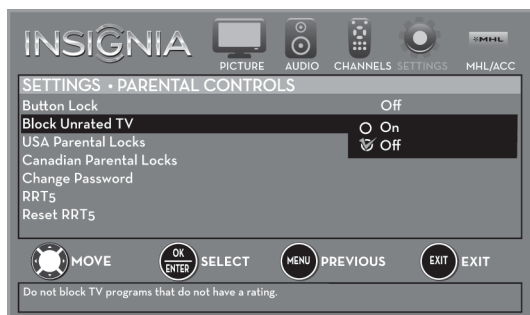 INSIGNIA
PICTURE AUDIO CHANNELS SETTINGS MHL/ACC
MHL
SETTINGS • PARENTAL CONTROLS
Button Lock Off
Block Unrated TV On
Off
USA Parental Locks
Canadian Parental Locks
Change Password
RRT5
Reset RRT5
MOVE OK ENTER SELECT MENU PREVIOUS EXIT EXIT
Do not block TV programs that do not have a rating.